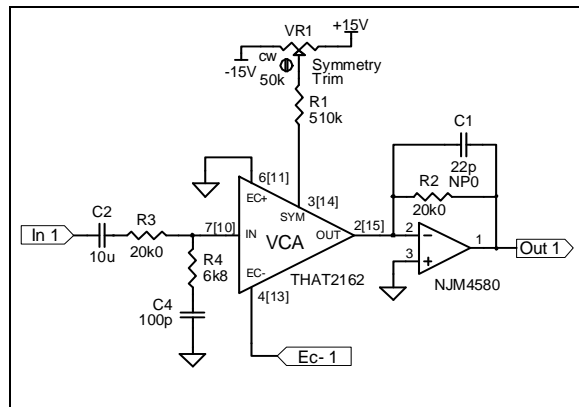 VR1
+15V
-15V
cw
50k
Symmetry
Trim
R1
510k
C1
22p
NP0
R2
20k0
6[11]
EC+
3[14]
SYM
In 1
C2
10u
R3
20k0
7[10]
IN
VCA
OUT
2[15]
2
-
1
Out 1
3
+
NJM4580
R4
6k8
EC-
4[13]
THAT2162
C4
100p
Ec- 1